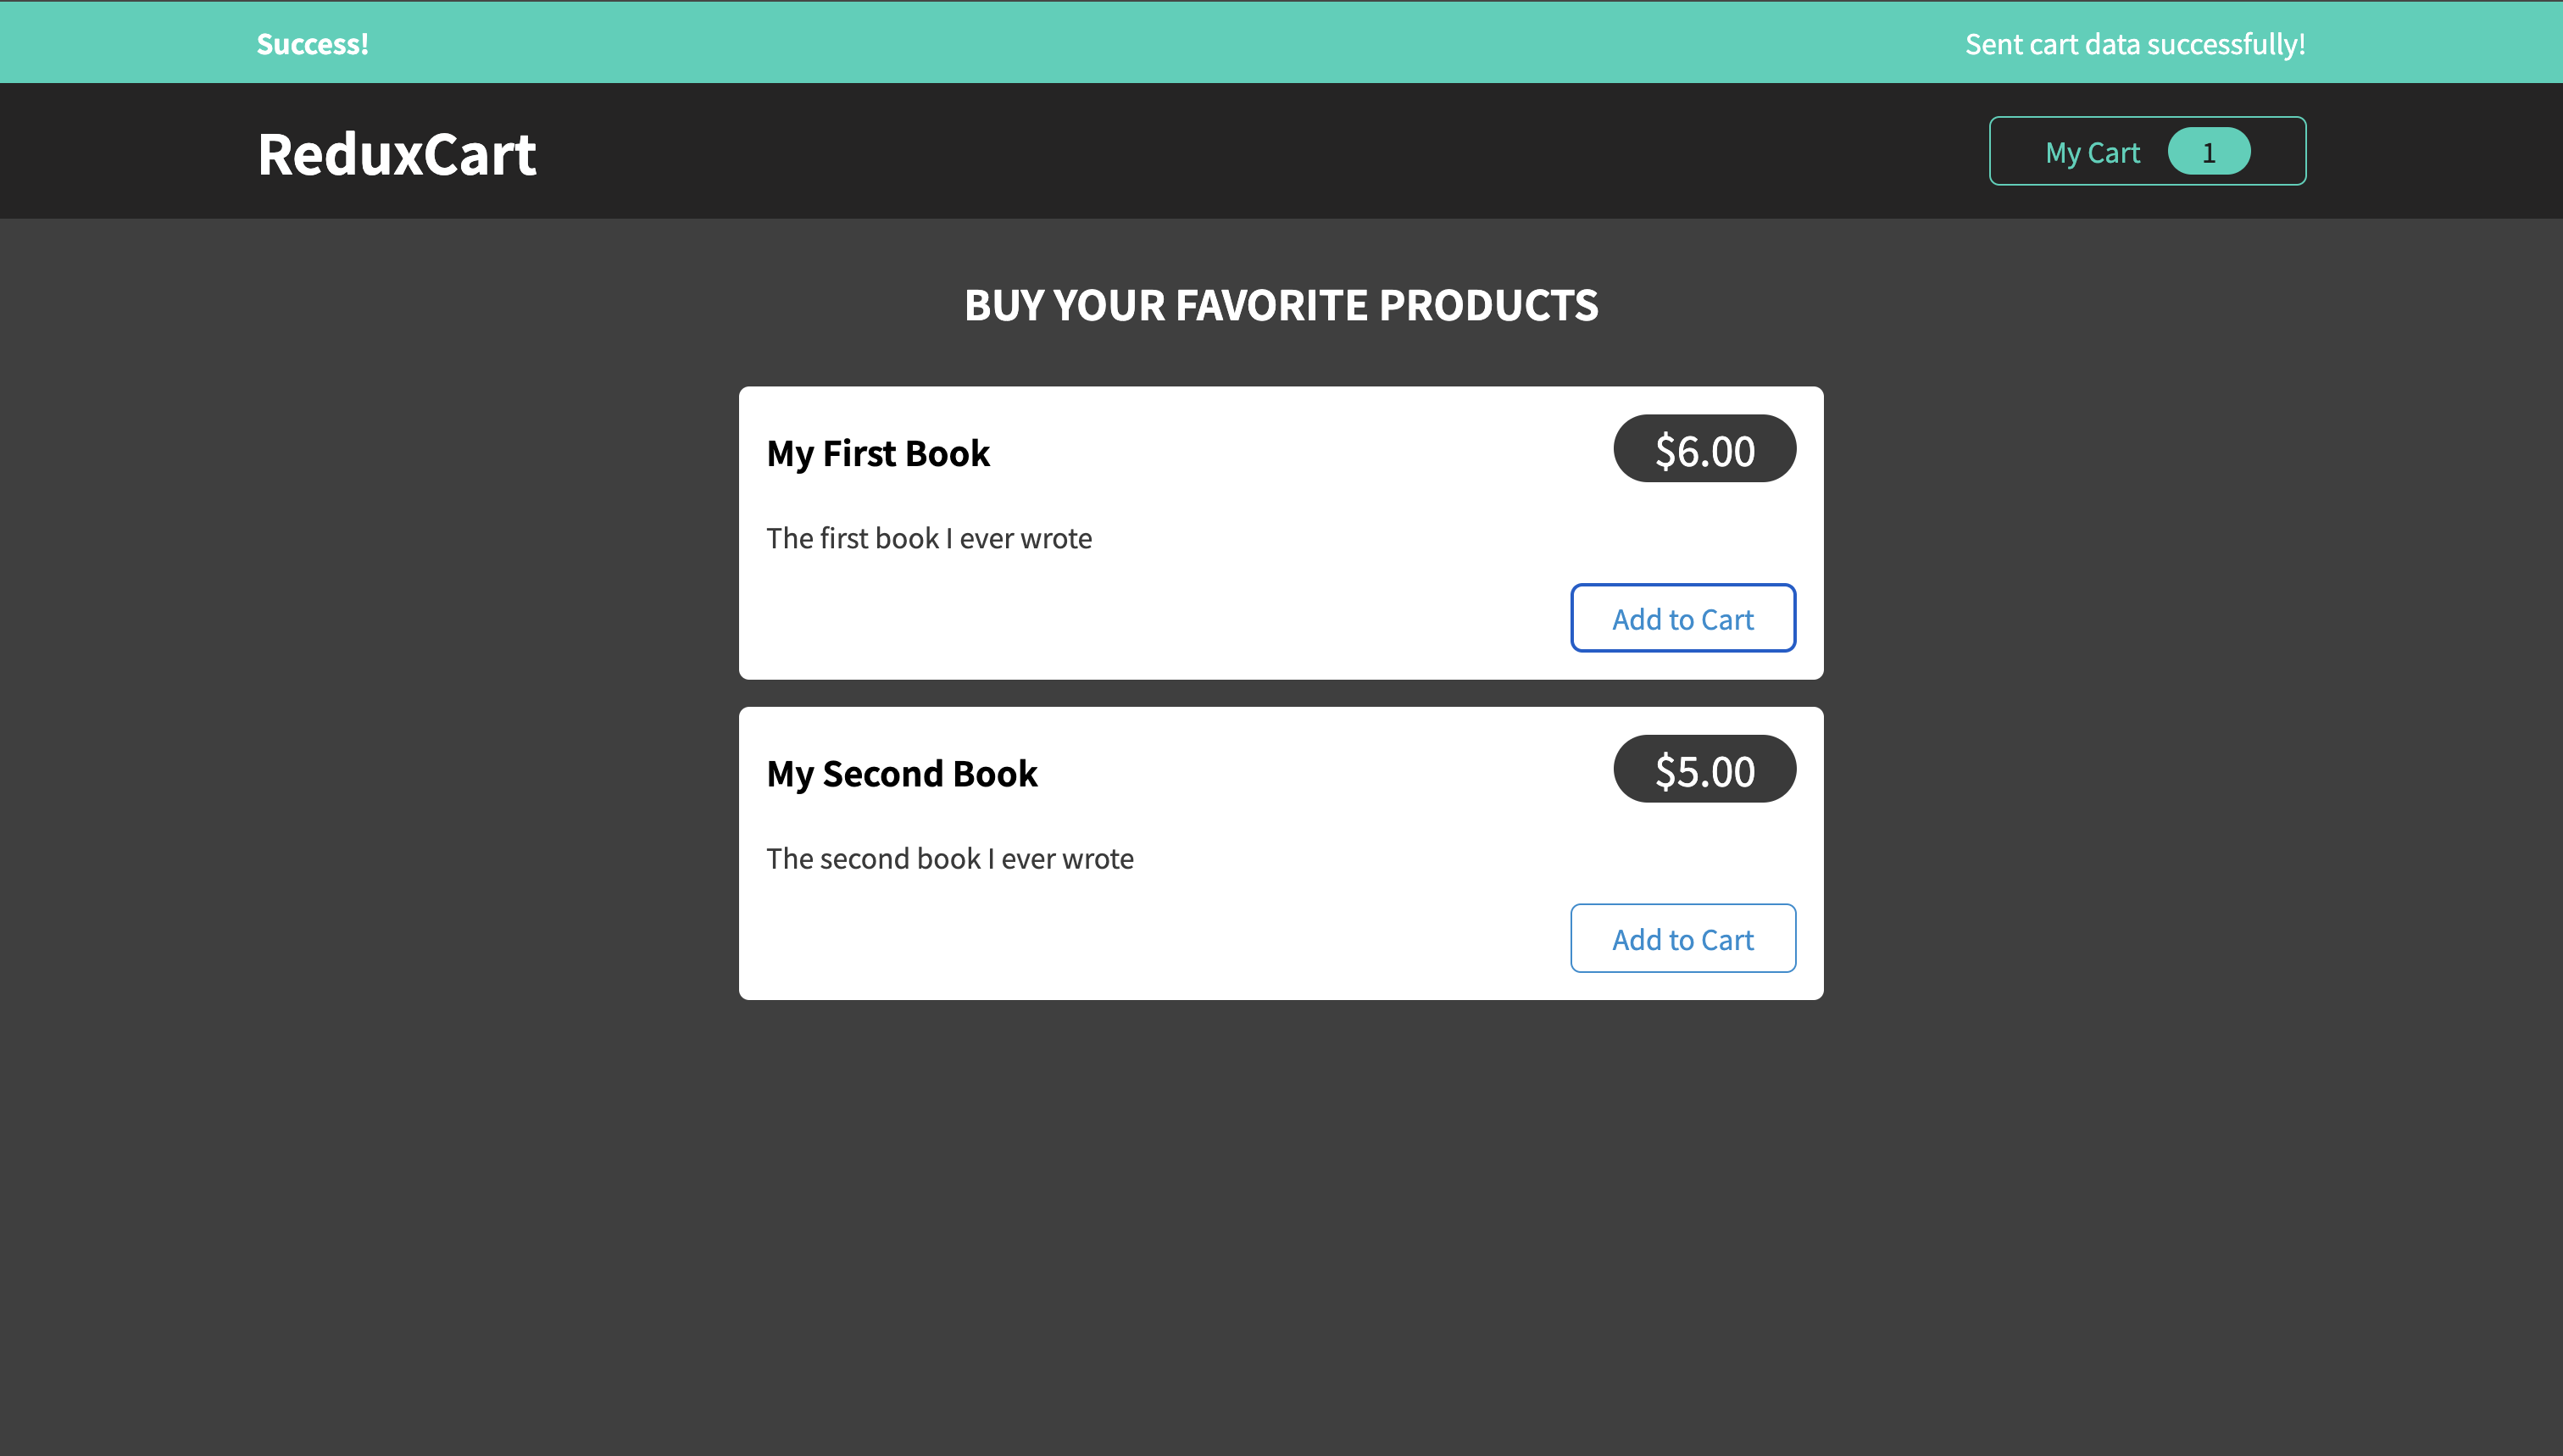 Success!
Sent cart data successfully!
ReduxCart
My Cart 1
BUY YOUR FAVORITE PRODUCTS
My First Book
$6.00
The first book I ever wrote
Add to Cart
My Second Book
$5.00
The second book I ever wrote
Add to Cart